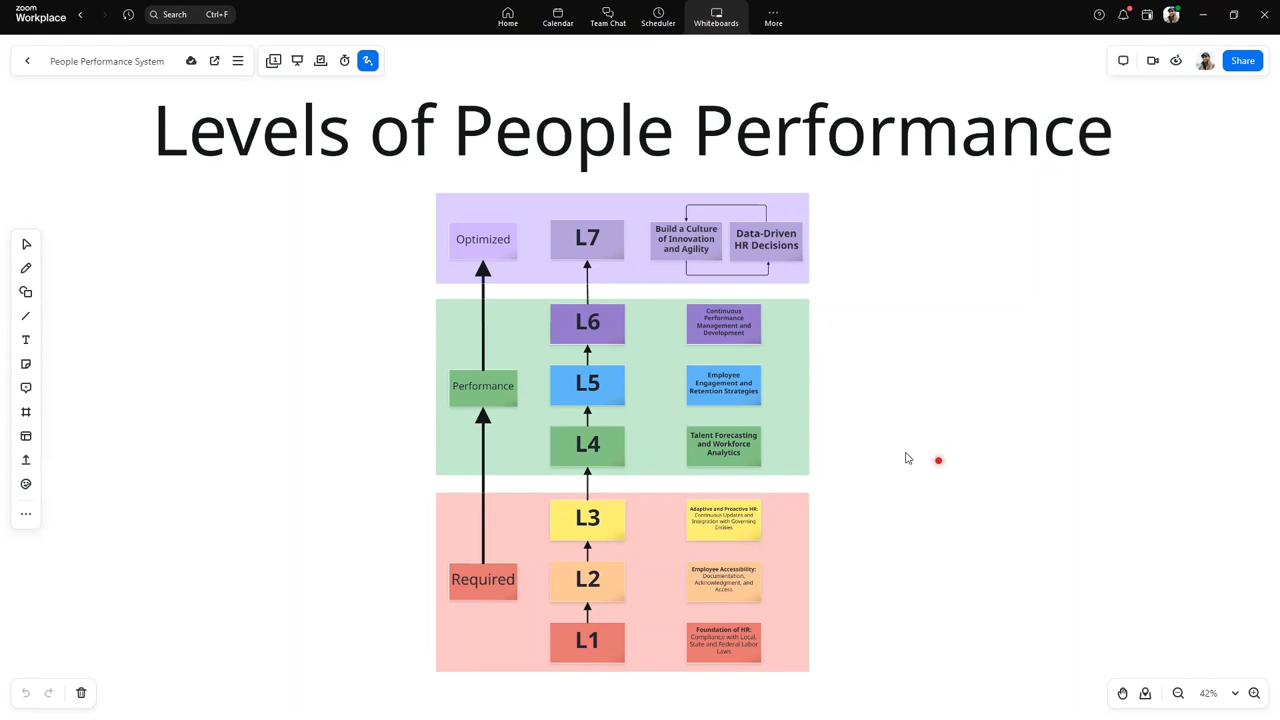 zoom
Workplace
Search
Ctrl+F
Home
Calendar
Team Chat
Scheduler
Whiteboards
More
People Performance System
1
Share
Levels of People Performance
Optimized
L7
Build a Culture
of Innovation
and Agility
Data-Driven
HR Decisions
L6
Continuous
Performance
Management and
Development
Performance
L5
Employee
Engagement and
Retention Strategies
L4
Talent Forecasting
and Workforce
Analytics
L3
Adaptive and Proactive HR:
Continuous Updates and
Integration with Governing
Entities
Required
L2
Employee Accessibility:
Documentation,
Acknowledgment, and
Access
L1
Foundation of HR:
Compliance with Local,
State and Federal Labor
Laws
42%